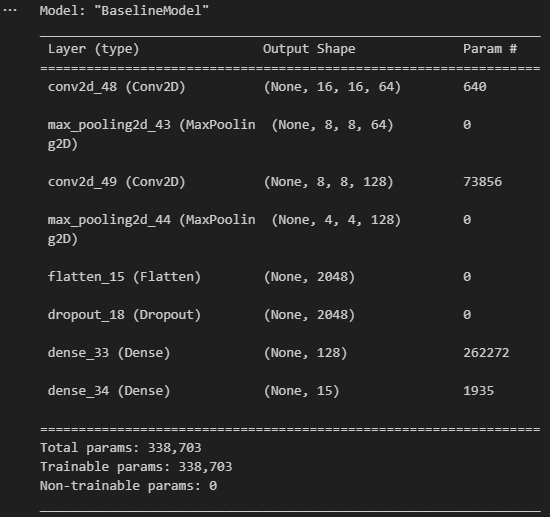 ... Model: "BaselineModel"
_________________________________________________________________
Layer (type) Output Shape Param #
=================================================================
conv2d_48 (Conv2D) (None, 16, 16, 64) 640
max_pooling2d_43 (MaxPoolin (None, 8, 8, 64) 0
g2D)
conv2d_49 (Conv2D) (None, 8, 8, 128) 73856
max_pooling2d_44 (MaxPoolin (None, 4, 4, 128) 0
g2D)
flatten_15 (Flatten) (None, 2048) 0
dropout_18 (Dropout) (None, 2048) 0
dense_33 (Dense) (None, 128) 262272
dense_34 (Dense) (None, 15) 1935
=================================================================
Total params: 338,703
Trainable params: 338,703
Non-trainable params: 0
_________________________________________________________________